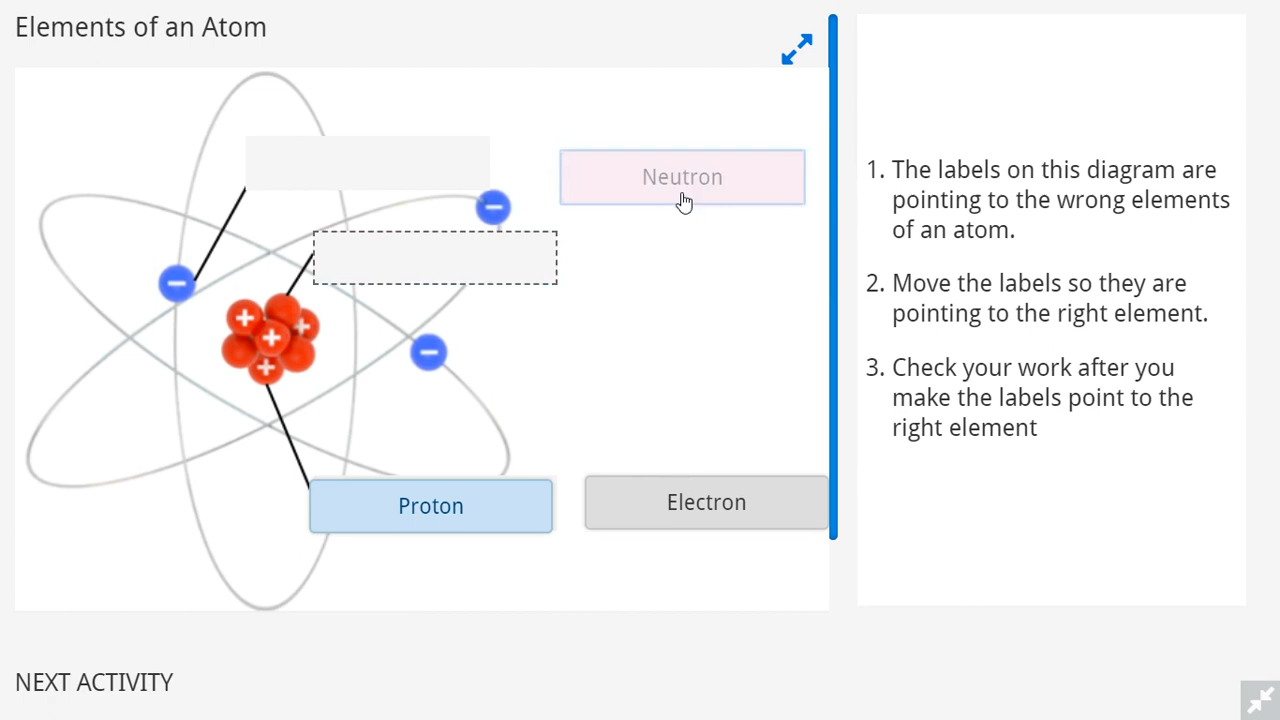 Elements of an Atom
Neutron
Proton
Electron
1. The labels on this diagram are
pointing to the wrong elements
of an atom.
2. Move the labels so they are
pointing to the right element.
3. Check your work after you
make the labels point to the
right element
NEXT ACTIVITY